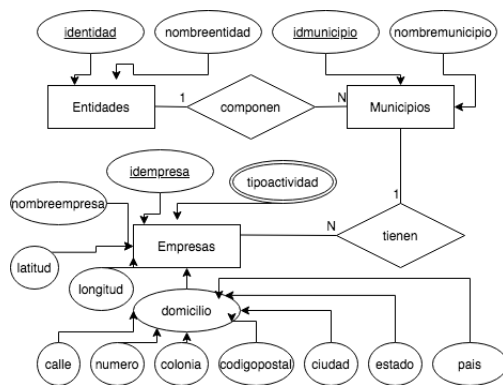 identidad
nombreentidad
idmunicipio
nombremunicipio
Entidades
1
componen
N
Municipios
idempresa
tipoactividad
nombreempresa
1
Empresas
N
tienen
latitud
longitud
domicilio
calle
numero
colonia
codigopostal
ciudad
estado
pais